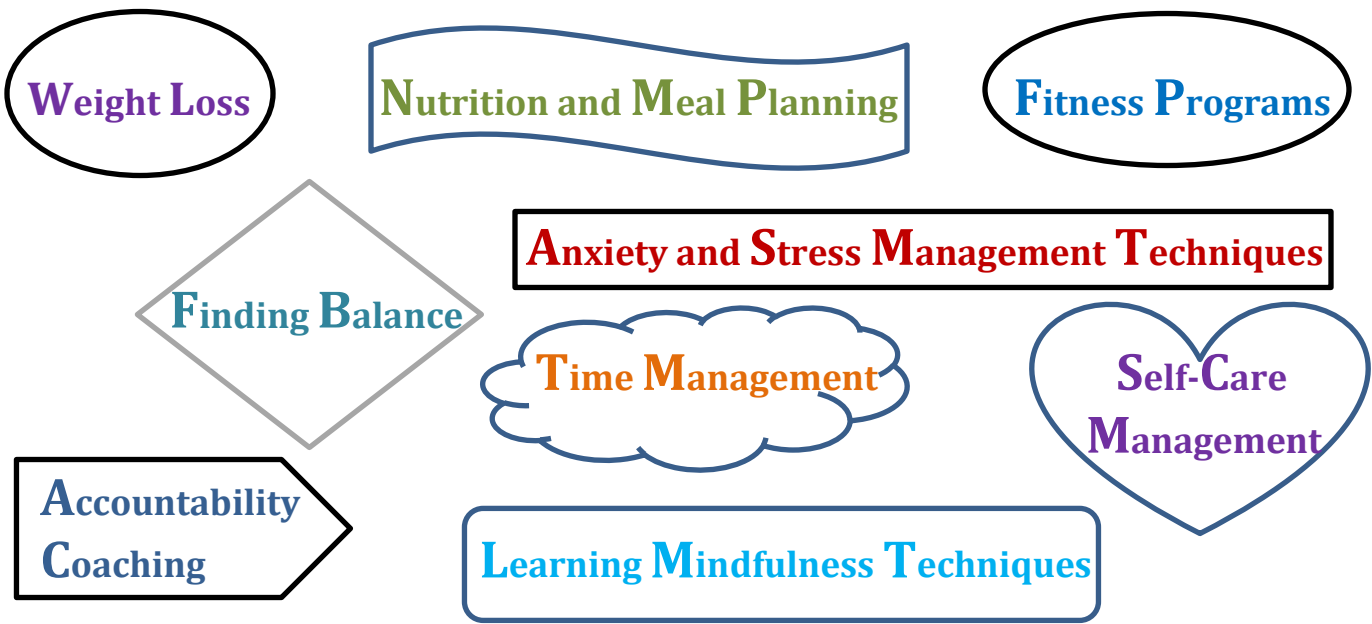 Weight Loss
Nutrition and Meal Planning
Fitness Programs
Anxiety and Stress Management Techniques
Finding Balance
Time Management
Self-Care
Management
Accountability
Coaching
Learning Mindfulness Techniques